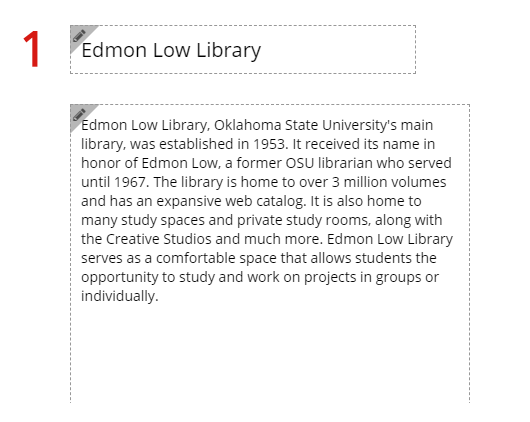 1
Edmon Low Library
Edmon Low Library, Oklahoma State University's main
library, was established in 1953. It received its name in
honor of Edmon Low, a former OSU librarian who served
until 1967. The library is home to over 3 million volumes
and has an expansive web catalog. It is also home to
many study spaces and private study rooms, along with
the Creative Studios and much more. Edmon Low Library
serves as a comfortable space that allows students the
opportunity to study and work on projects in groups or
individually.